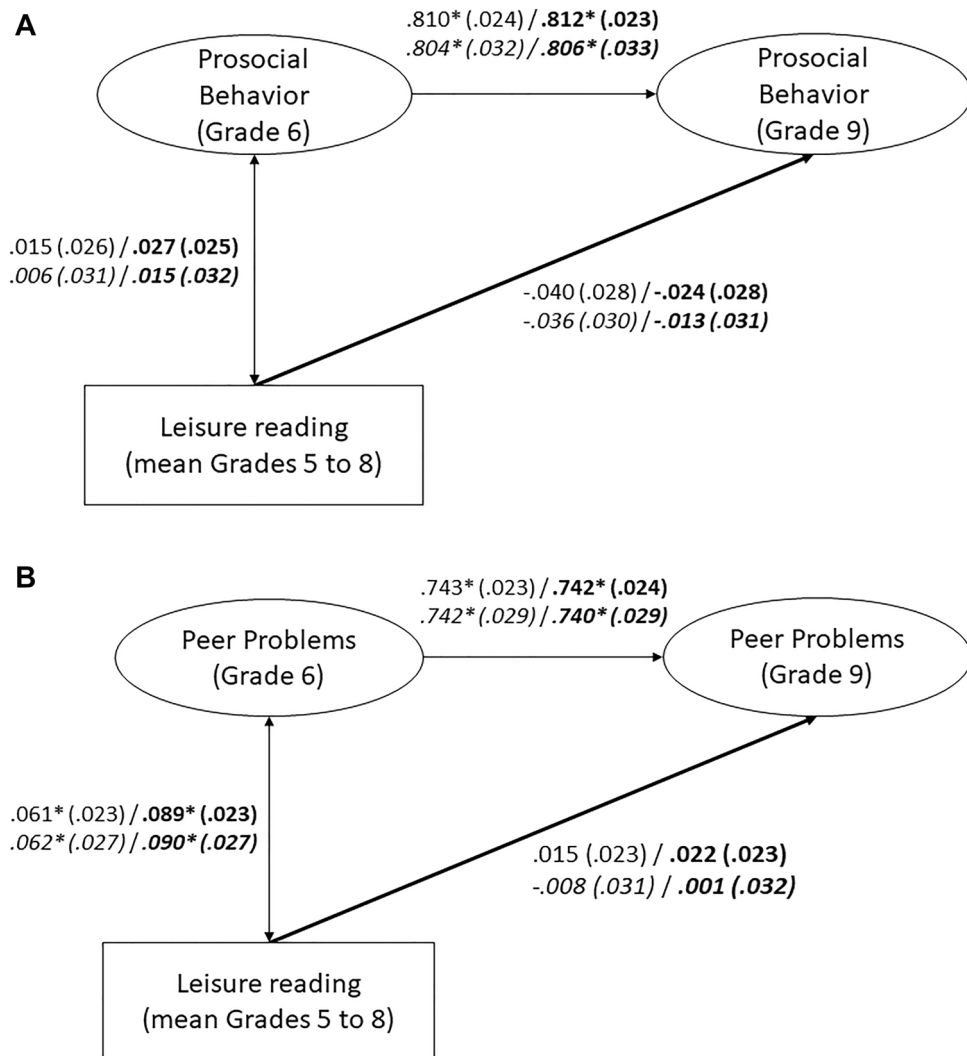 A
.810* (.024) / .812* (.023)
.804* (.032) / .806* (.033)
Prosocial
Behavior
(Grade 6)
Prosocial
Behavior
(Grade 9)
.015 (.026) / .027 (.025)
.006 (.031) / .015 (.032)
-.040 (.028) / -.024 (.028)
-.036 (.030) / -.013 (.031)
Leisure reading
(mean Grades 5 to 8)
B
.743* (.023) / .742* (.024)
.742* (.029) / .740* (.029)
Peer Problems
(Grade 6)
Peer Problems
(Grade 9)
.061* (.023) / .089* (.023)
.062* (.027) / .090* (.027)
.015 (.023) / .022 (.023)
-.008 (.031) / .001 (.032)
Leisure reading
(mean Grades 5 to 8)